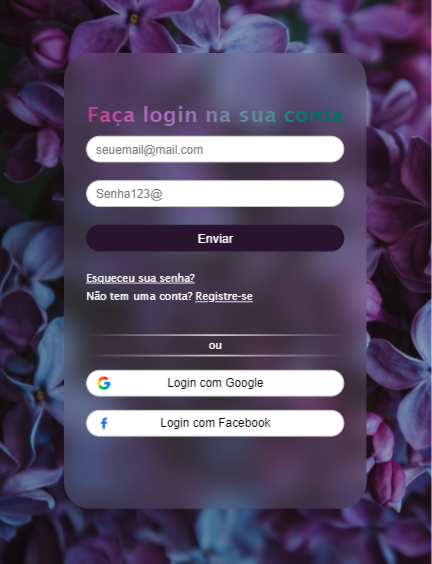 Faça login na sua conta
seuemail@mail.com
Senha123@
Enviar
Esqueceu sua senha?
Não tem uma conta? Registre-se
ou
Login com Google
Login com Facebook